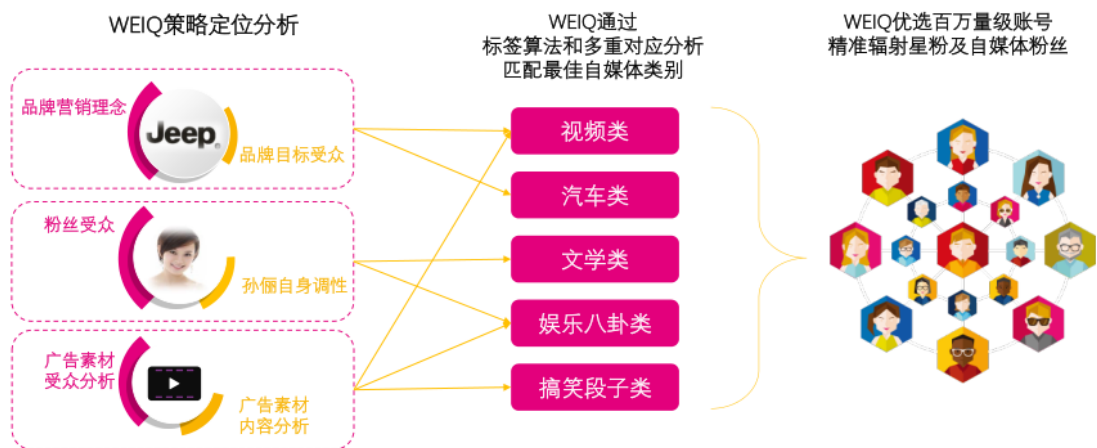 WEIQ策略定位分析
品牌营销理念
Jeep®
品牌目标受众
粉丝受众
孙俪自身调性
广告素材
受众分析
广告素材
内容分析
WEIQ通过
标签算法和多重对应分析
匹配最佳自媒体类别
视频类
汽车类
文学类
娱乐八卦类
搞笑段子类
WEIQ优选百万量级账号
精准辐射星粉及自媒体粉丝